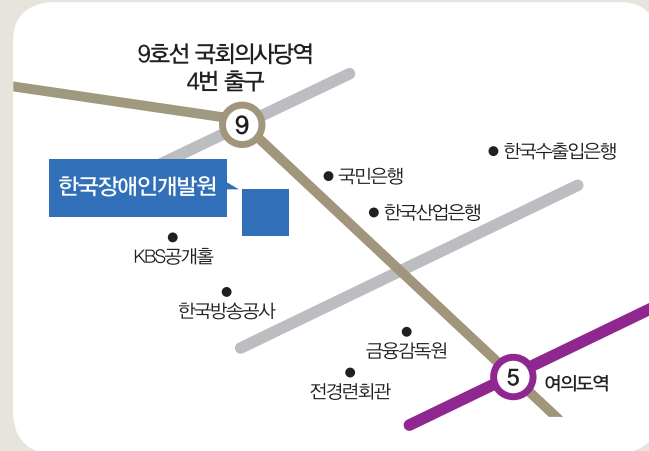 9호선 국회의사당역
4번 출구
9
한국수출입은행
국민은행
한국장애인개발원
한국산업은행
KBS공개홀
한국방송공사
금융감독원
5
여의도역
전경련회관